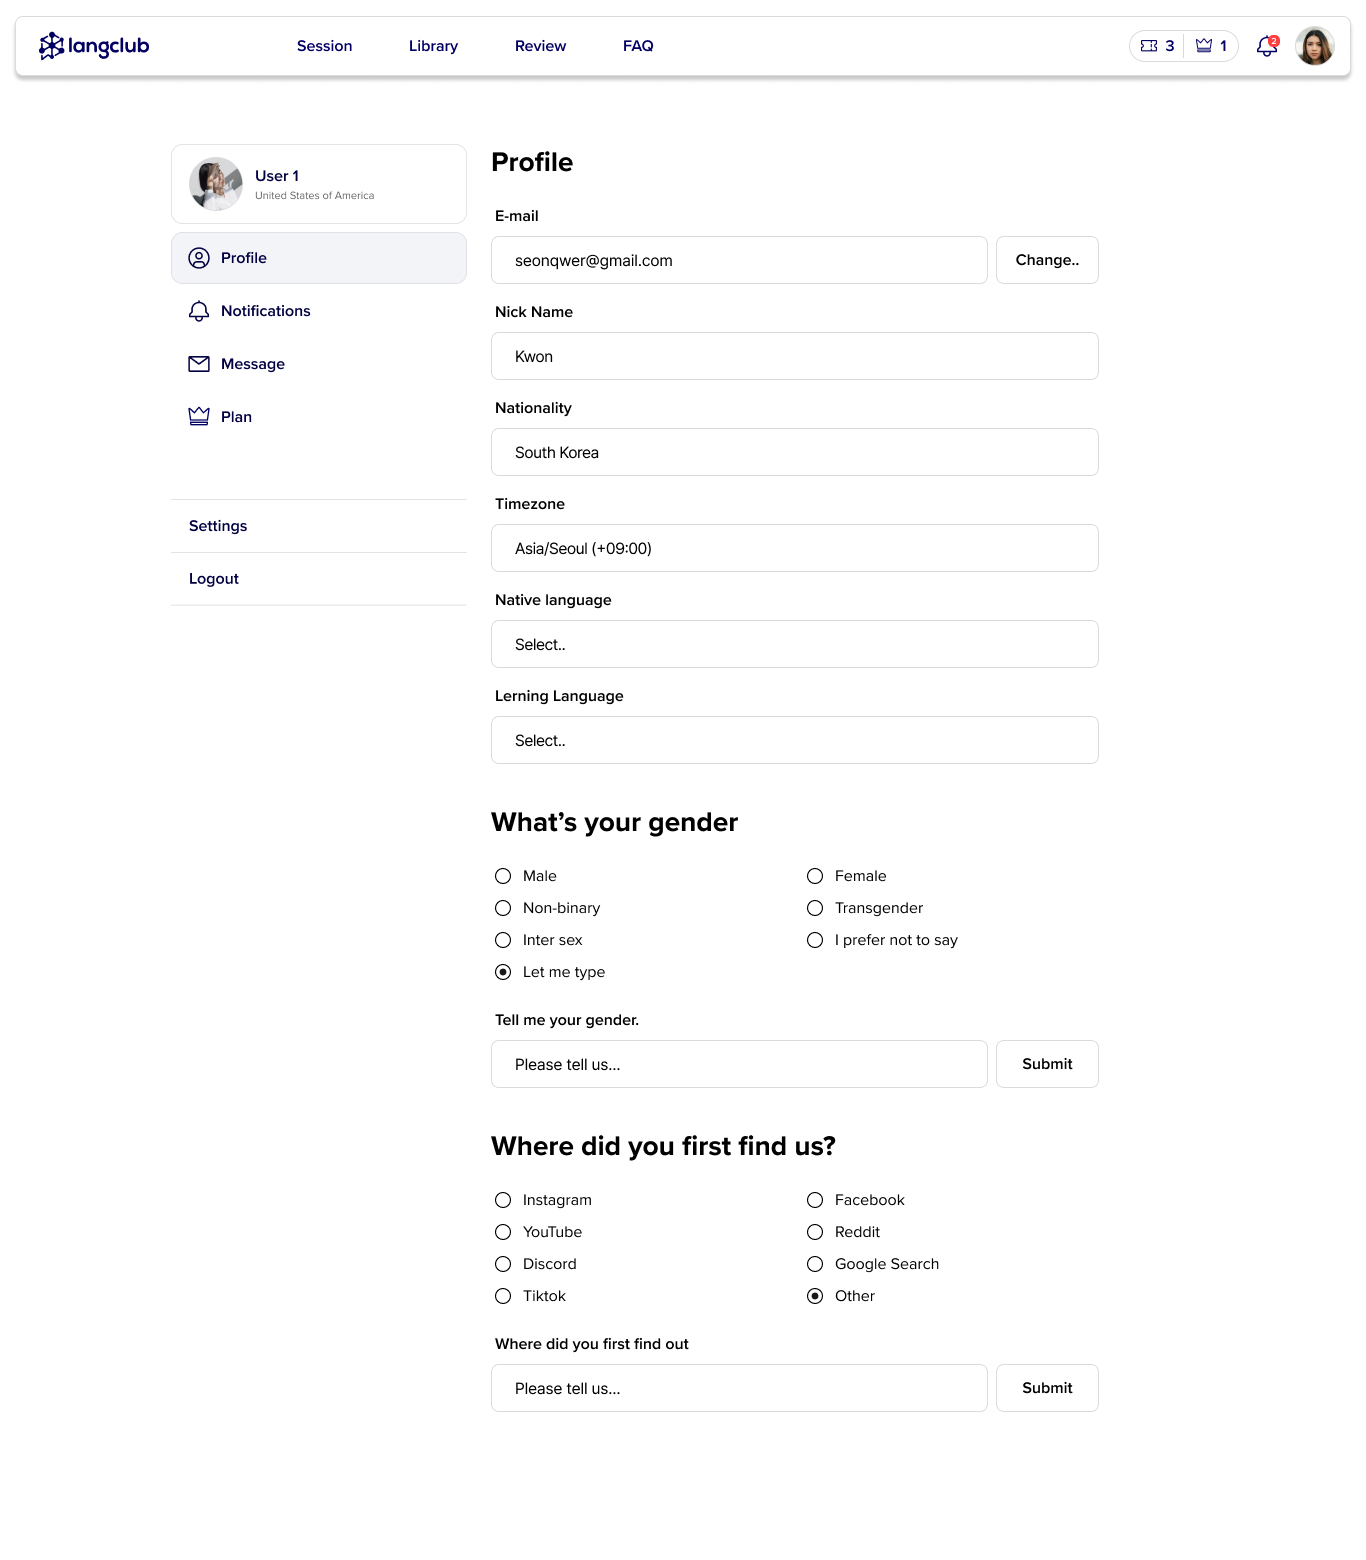 langclub
Session
Library
Review
FAQ
3
1
2
User 1
United States of America
Profile
Notifications
Message
Plan
Settings
Logout
Profile
E-mail
seonqwer@gmail.com
Change..
Nick Name
Kwon
Nationality
South Korea
Timezone
Asia/Seoul (+09:00)
Native language
Select..
Lerning Language
Select..
What's your gender
Male
Female
Non-binary
Transgender
Inter sex
I prefer not to say
Let me type
Tell me your gender.
Please tell us...
Submit
Where did you first find us?
Instagram
Facebook
YouTube
Reddit
Discord
Google Search
Tiktok
Other
Where did you first find out
Please tell us...
Submit